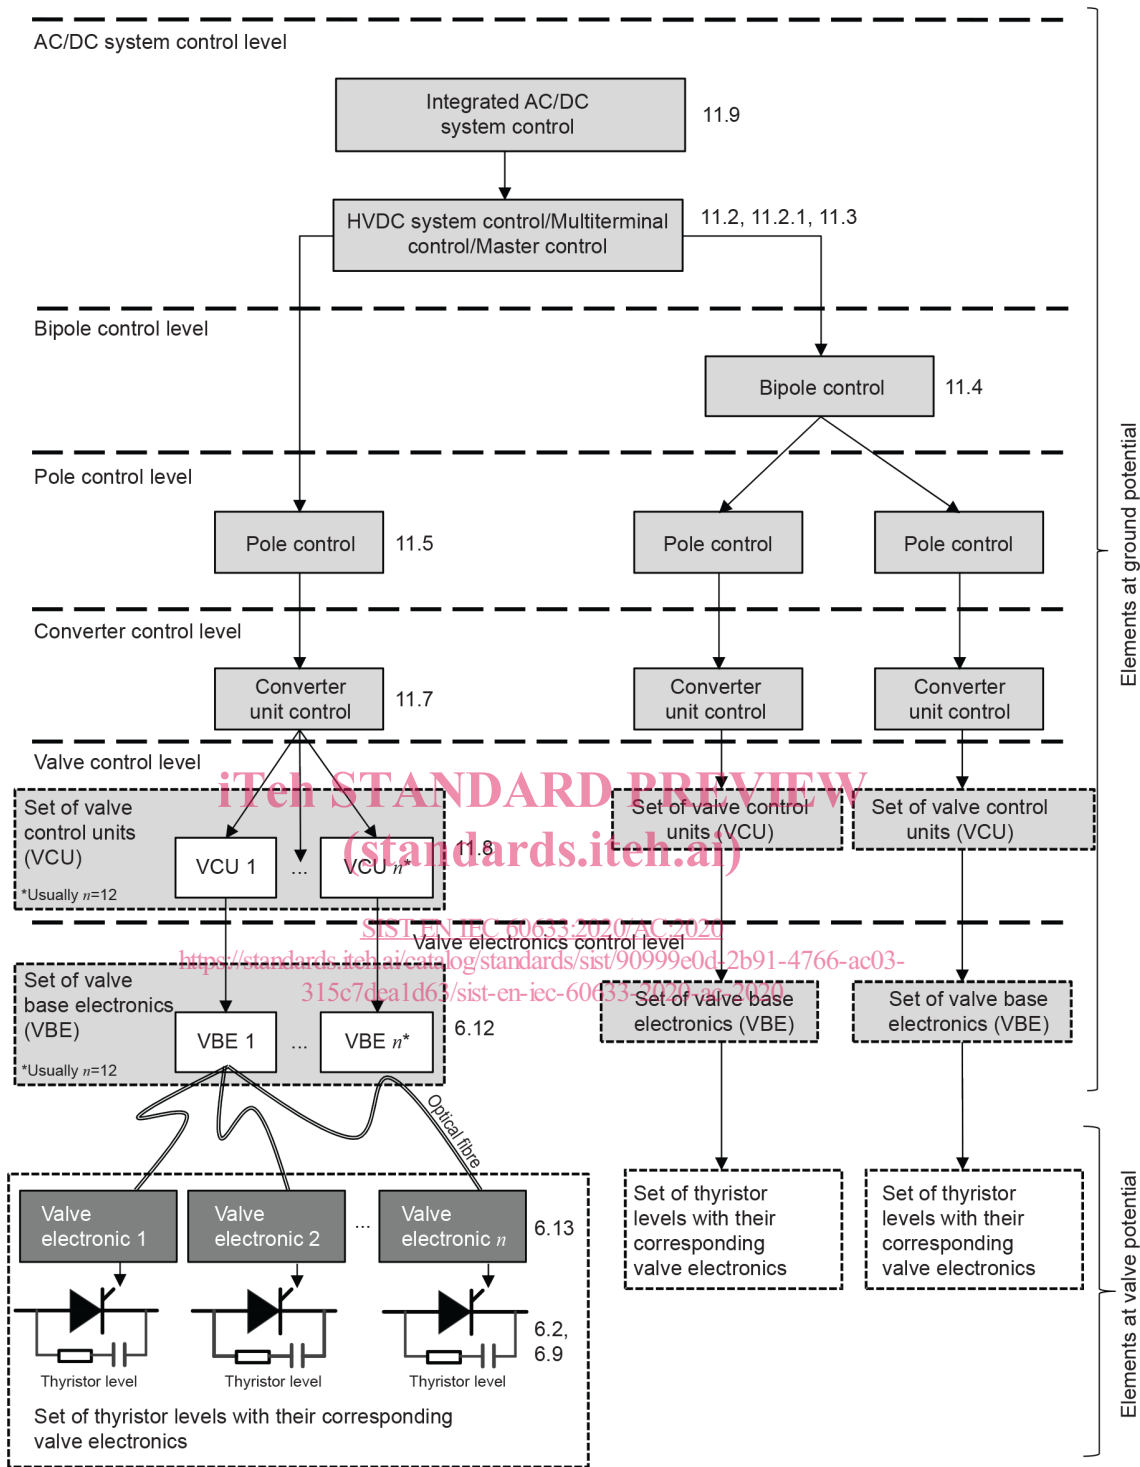 AC/DC system control level
Integrated AC/DC
system control
11.9
HVDC system control/Multiterminal
control/Master control
11.2, 11.2.1, 11.3
Bipole control level
Bipole control
11.4
Pole control level
Pole control
11.5
Pole control
Pole control
Elements at ground potential
Converter control level
Converter
unit control
11.7
Converter
unit control
Converter
unit control
Valve control level
iTeh STANDARD PREVIEW
(standards.iteh.ai)
Set of valve
control units
(VCU)
*Usually n=12
VCU 1
...
VCU n*
11.8
Set of valve control
units (VCU)
Set of valve control
units (VCU)
SIST EN IEC 60633:2020/AC:2020
Valve electronics control level
https://standards.iteh.ai/catalog/standards/sist/90999e0d-2b91-4766-ac03-
315c7dea1d63/sist-en-iec-60633-2020-ac-2020
Set of valve
base electronics
(VBE)
*Usually n=12
VBE 1
...
VBE n*
6.12
Set of valve base
electronics (VBE)
Set of valve base
electronics (VBE)
Optical fibre
Valve
electronic 1
Valve
electronic 2
...
Valve
electronic n
6.13
Set of thyristor
levels with their
corresponding
valve electronics
Set of thyristor
levels with their
corresponding
valve electronics
Elements at valve potential
6.2,
6.9
Thyristor level
Thyristor level
Thyristor level
Set of thyristor levels with their corresponding
valve electronics